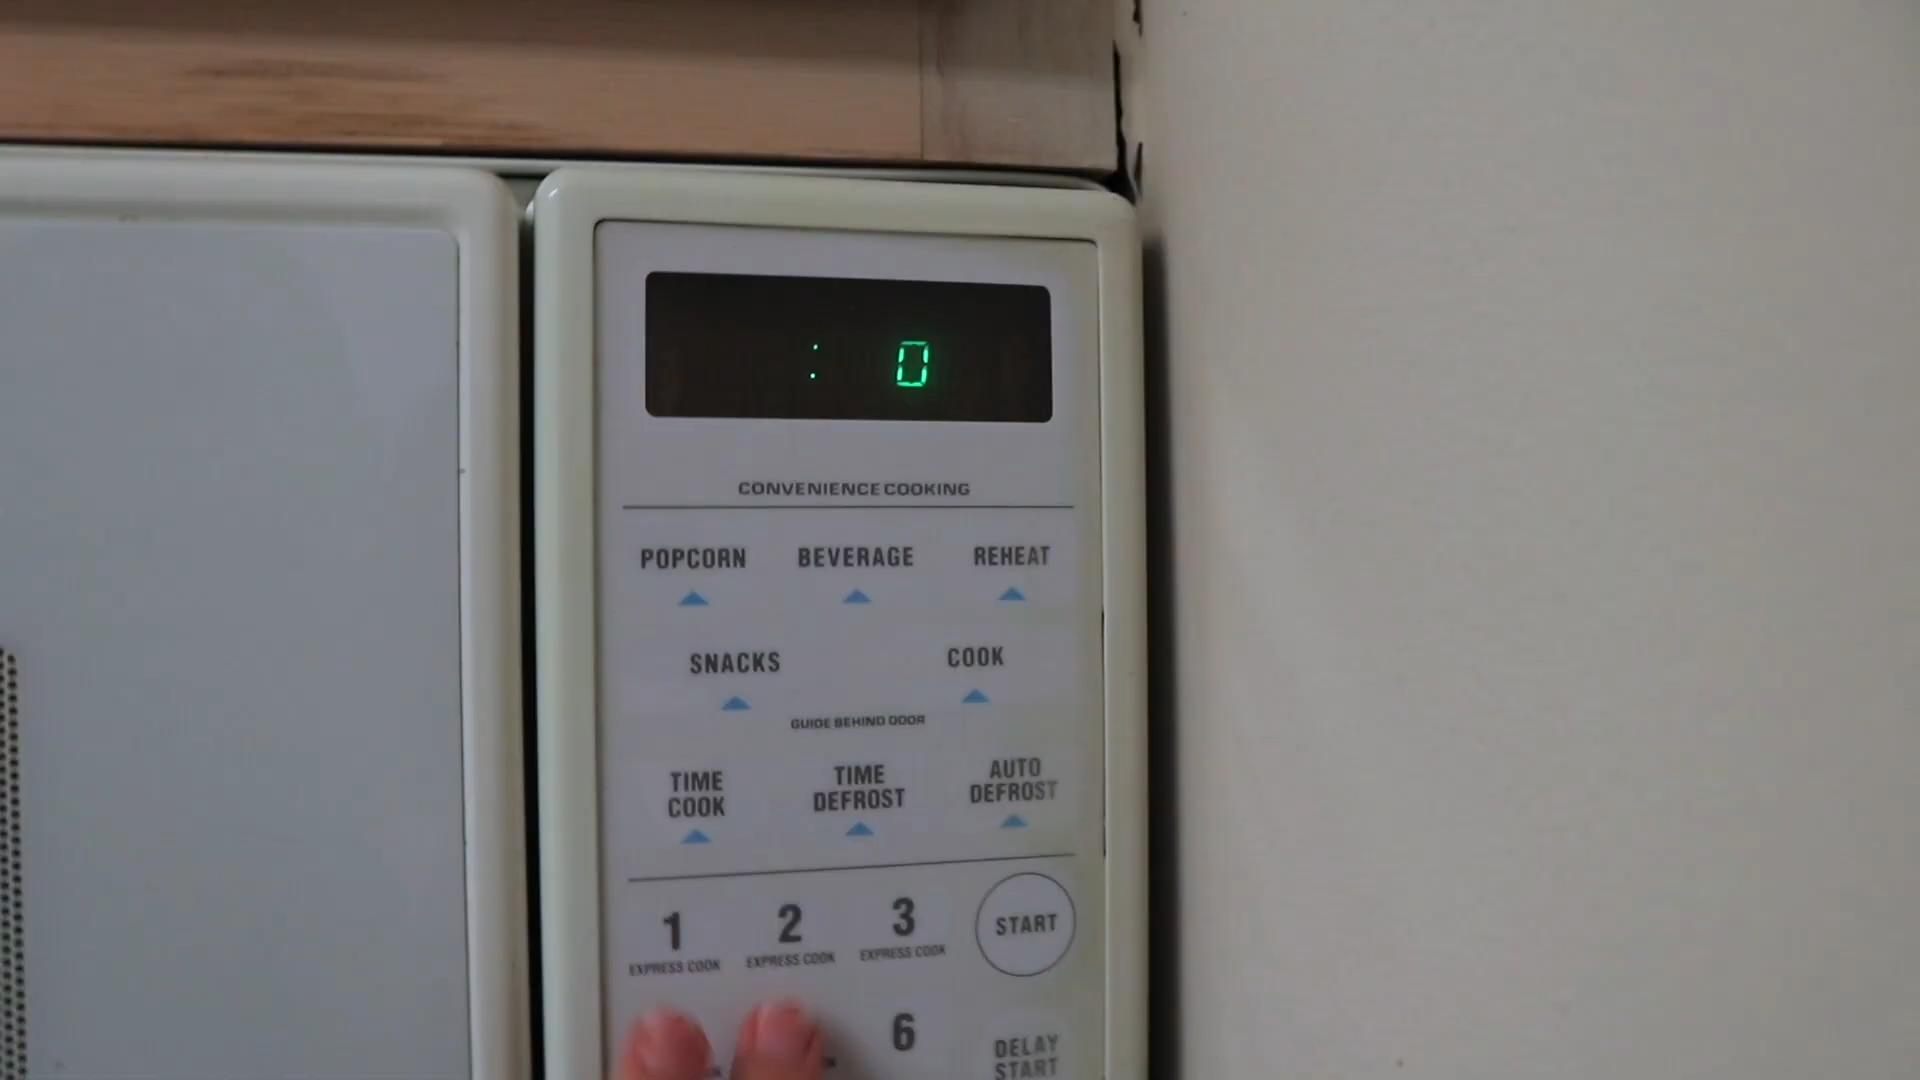 : 0
CONVENIENCE COOKING
POPCORN BEVERAGE REHEAT
SNACKS COOK
GUIDE BEHIND DOOR
TIME COOK
TIME DEFROST
AUTO DEFROST
1 2 3 START
EXPRESS COOK EXPRESS COOK EXPRESS COOK
6
DELAY START